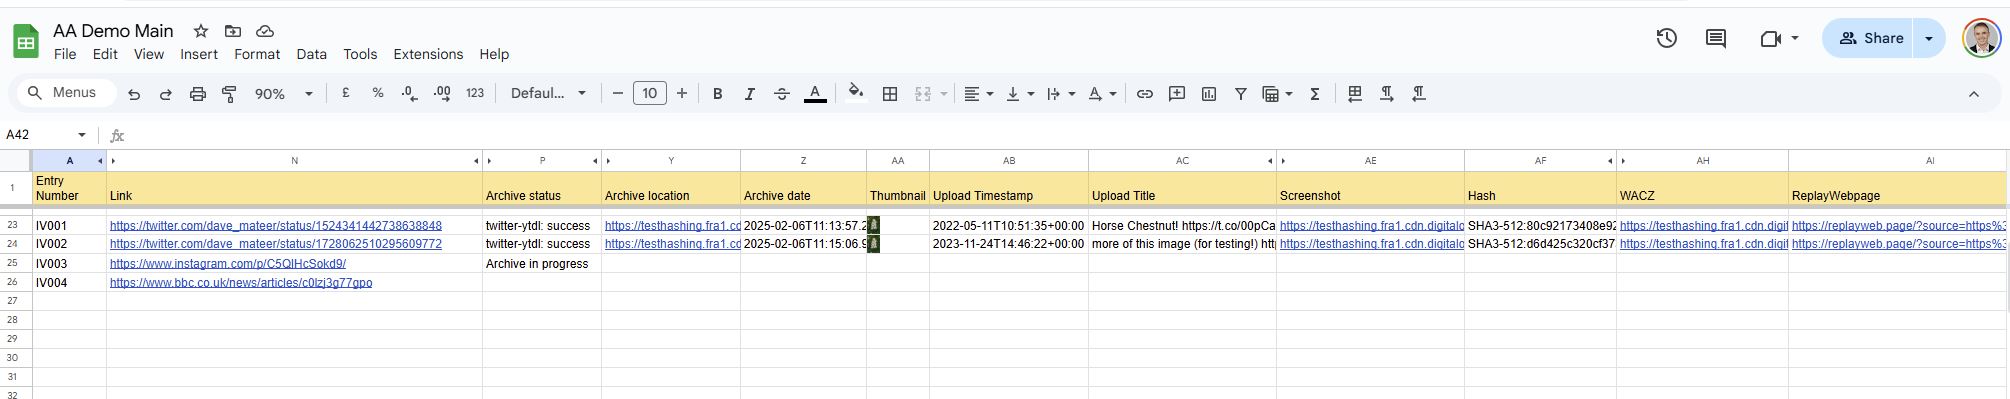 AA Demo Main
File Edit View Insert Format Data Tools Extensions Help
Share
Menus 90% £ % .0 .00 123 Defaul... 10 B I A Σ
A42 fx
A N P Y Z AA AB AC AE AF AH AI
1 Entry Number Link Archive status Archive location Archive date Thumbnail Upload Timestamp Upload Title Screenshot Hash WACZ ReplayWebpage
23 IV001 https://twitter.com/dave_mateer/status/1524341442738638848 twitter-ytdl: success https://testhashing.fra1.cd 2025-02-06T11:13:57.2 2022-05-11T10:51:35+00:00 Horse Chestnut! https://t.co/00pCa https://testhashing.fra1.cdn.digitalo SHA3-512:80c92173408e92 https://testhashing.fra1.cdn.digit https://replayweb.page/?source=https%3
24 IV002 https://twitter.com/dave_mateer/status/1728062510295609772 twitter-ytdl: success https://testhashing.fra1.cd 2025-02-06T11:15:06.9 2023-11-24T14:46:22+00:00 more of this image (for testing!) htt https://testhashing.fra1.cdn.digitalo SHA3-512:d6d425c320cf37 https://testhashing.fra1.cdn.digit https://replayweb.page/?source=https%3
25 IV003 https://www.instagram.com/p/C5QIHcSokd9/ Archive in progress
26 IV004 https://www.bbc.co.uk/news/articles/c0lzj3g77gpo
27
28
29
30
31
32